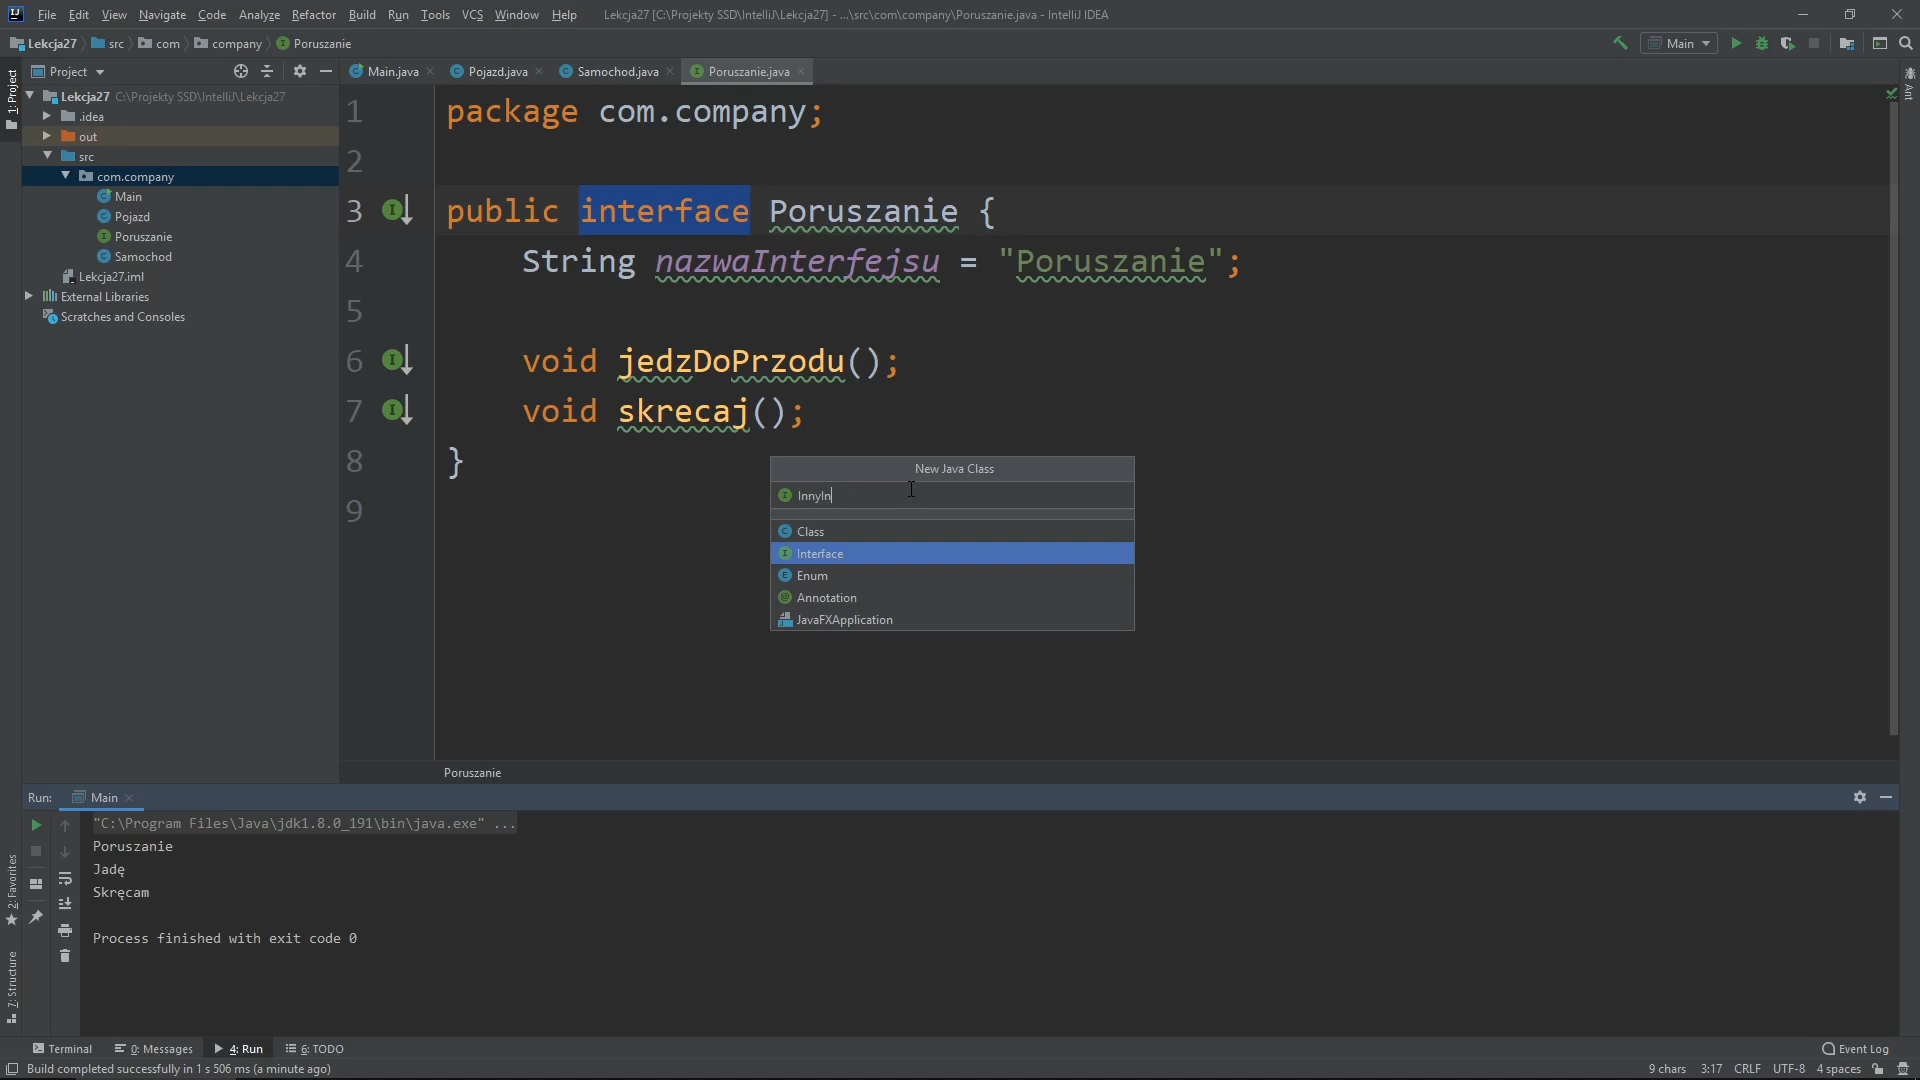 File Edit View Navigate Code Analyze Refactor Build Run Tools VCS Window Help Lekcja27 [C:\Projekty SSD\IntelliJ\Lekcja27] - ...\src\com\company\Poruszanie.java - IntelliJ IDEA
Lekcja27 src com company Poruszanie Main
Project Main.java Pojazd.java Samochod.java Poruszanie.java
1: Project
Ant
Lekcja27 C:\Projekty SSD\IntelliJ\Lekcja27
.idea
out
src
com.company
Main
Pojazd
Poruszanie
Samochod
Lekcja27.iml
External Libraries
Scratches and Consoles
1 package com.company;
2
3 public interface Poruszanie {
4 String nazwaInterfejsu = "Poruszanie";
5
6 void jedzDoPrzodu();
7 void skrecaj();
8 }
9
New Java Class
InnyIn
Class
Interface
Enum
Annotation
JavaFXApplication
Poruszanie
Run: Main
"C:\Program Files\Java\jdk1.8.0_191\bin\java.exe" ...
Poruszanie
Jadę
Skręcam
Process finished with exit code 0
2: Favorites
7: Structure
Terminal 0: Messages 4: Run 6: TODO Event Log
Build completed successfully in 1 s 506 ms (a minute ago) 9 chars 3:17 CRLF UTF-8 4 spaces